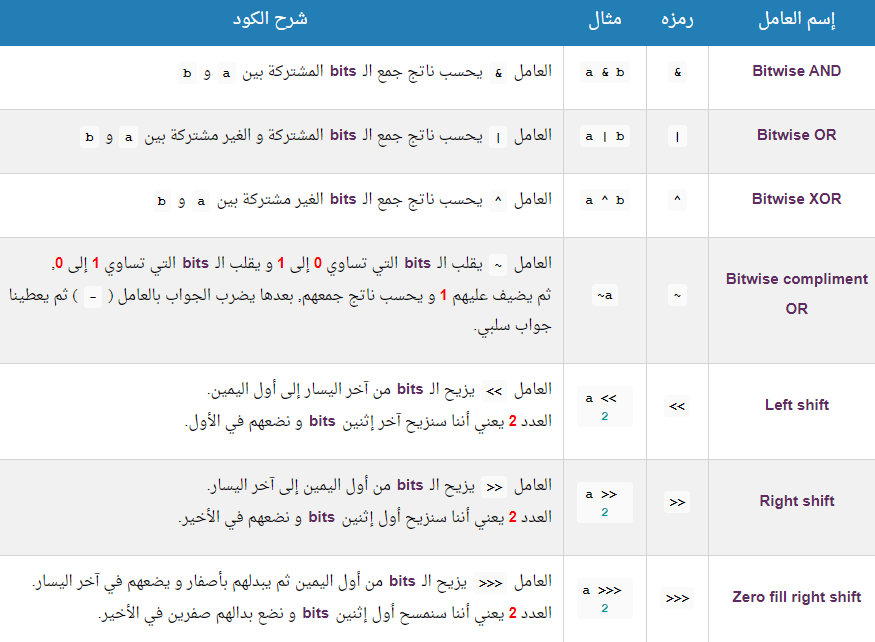 إسم العامل رمزه مثال شرح الكود
Bitwise AND & a & b العامل & يحسب ناتج جمع الـ bits المشتركة بين a و b
Bitwise OR | a | b العامل | يحسب ناتج جمع الـ bits المشتركة و الغير مشتركة بين a و b
Bitwise XOR ^ a ^ b العامل ^ يحسب ناتج جمع الـ bits الغير مشتركة بين a و b
Bitwise compliment
OR
~
~a
العامل ~ يقلب الـ bits التي تساوي 0 إلى 1 و يقلب الـ bits التي تساوي 1 إلى 0,
ثم يضيف عليهم 1 و يحسب ناتج جمعهم, بعدها يضرب الجواب بالعامل ( - ) ثم يعطينا
جواب سلبي.
Left shift
<<
a <<
2
العامل << يزيح الـ bits من آخر اليسار إلى أول اليمين.
العدد 2 يعني أننا سنزيح آخر إثنين bits و نضعهم في الأول.
Right shift
>>
a >>
2
العامل >> يزيح الـ bits من أول اليمين إلى آخر اليسار.
العدد 2 يعني أننا سنزيح أول إثنين bits و نضعهم في الأخير.
Zero fill right shift
>>>
a >>>
2
العامل >>> يزيح الـ bits من أول اليمين ثم يبدلهم بأصفار و يضعهم في آخر اليسار.
العدد 2 يعني أننا سنمسح أول إثنين bits و نضع بدالهم صفرين في الأخير.